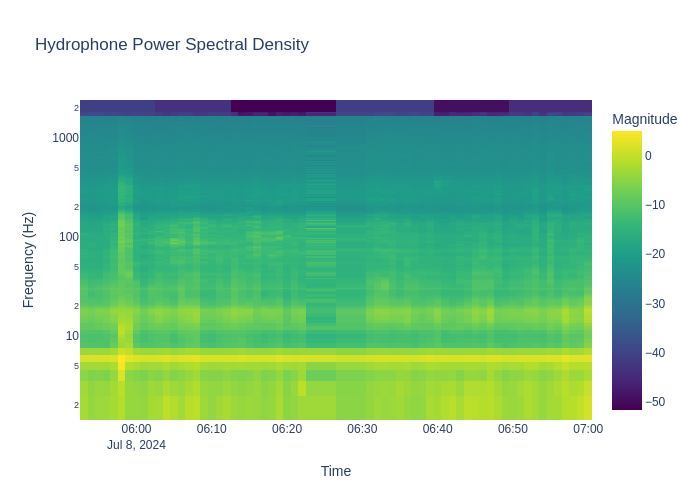 Hydrophone Power Spectral Density
Magnitude
2
1000
5
2
100
5
2
10
5
2
Frequency (Hz)
0
−10
−20
−30
−40
−50
06:00 06:10 06:20 06:30 06:40 06:50 07:00
Jul 8, 2024
Time